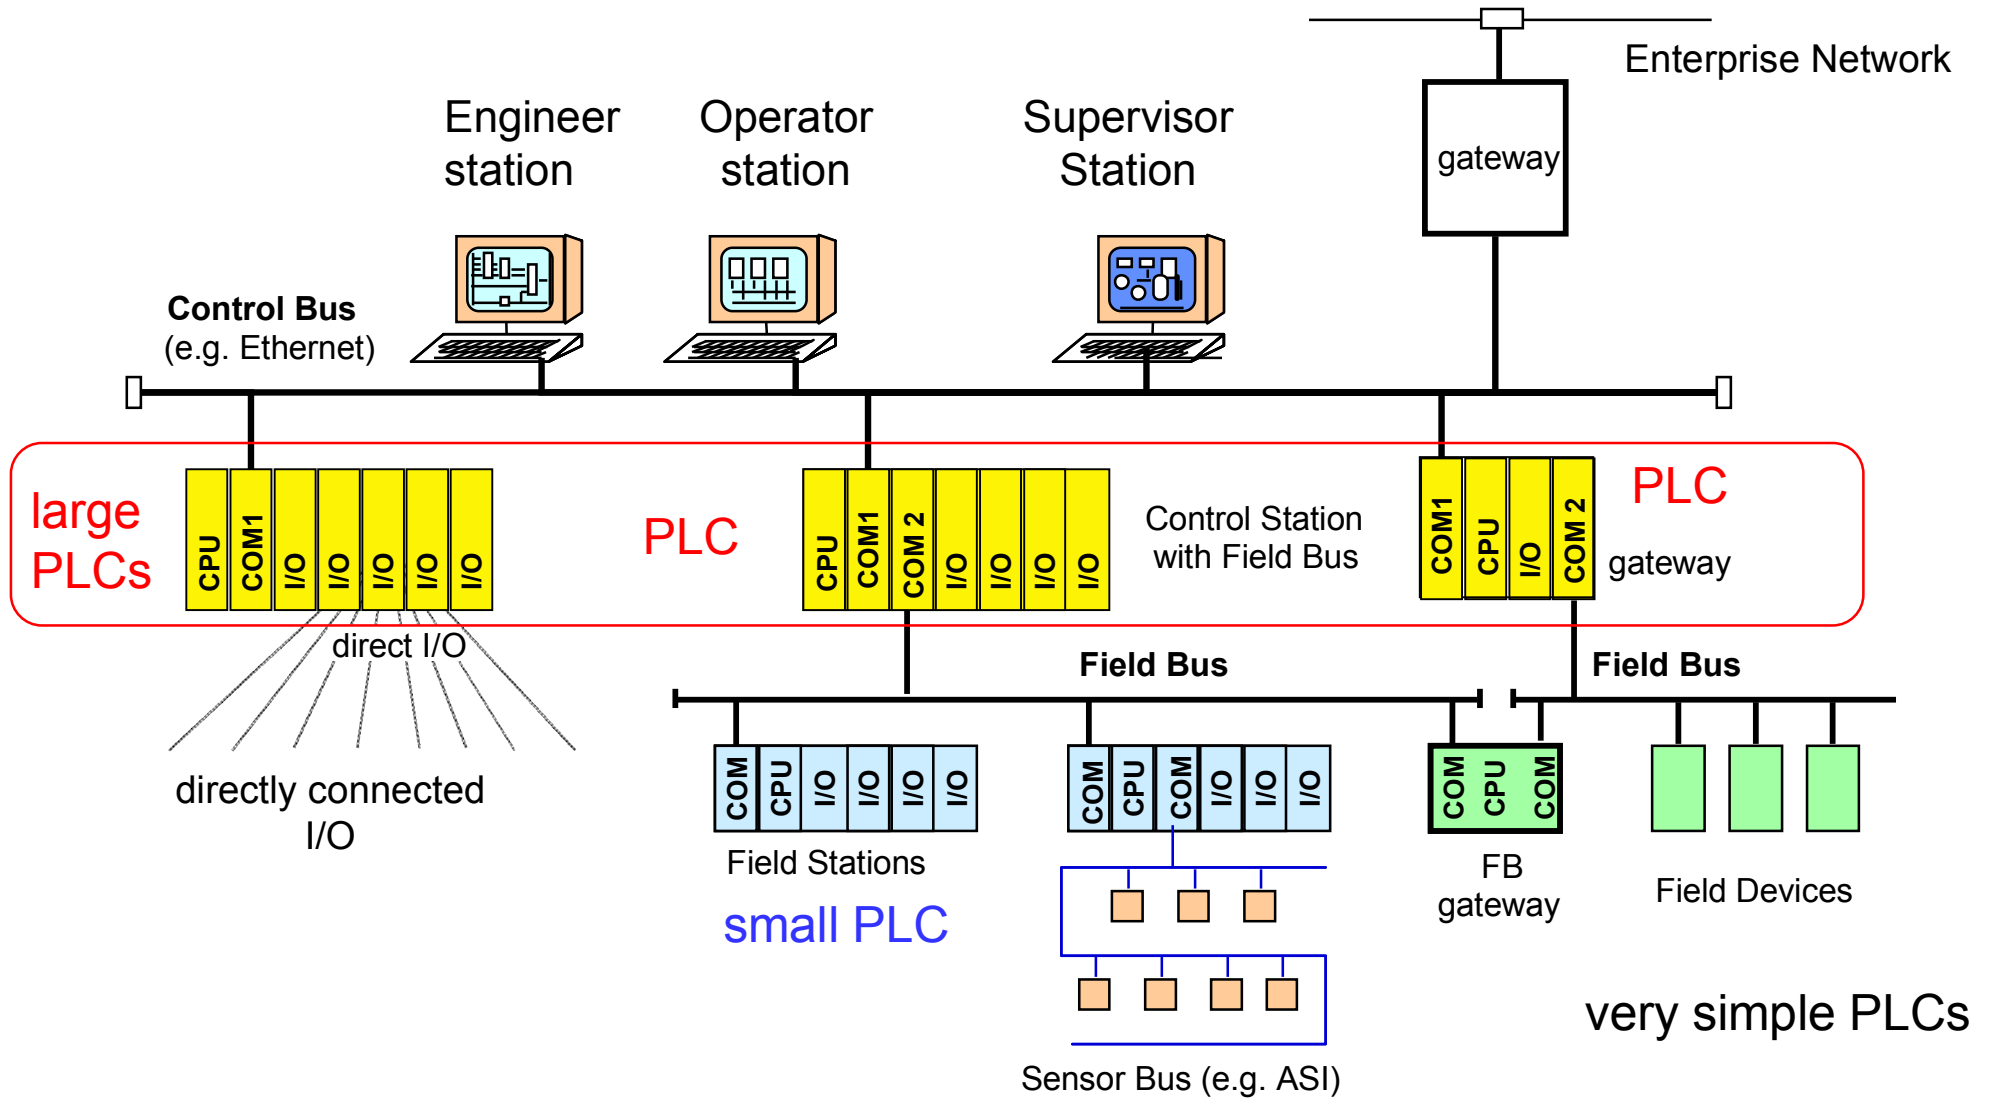 Enterprise Network
gateway
Engineer
station
Operator
station
Supervisor
Station
Control Bus
(e.g. Ethernet)
large
PLCs
CPU
COM1
I/O
I/O
I/O
I/O
I/O
direct I/O
directly connected
I/O
PLC
CPU
COM1
COM 2
I/O
I/O
I/O
I/O
Control Station
with Field Bus
COM1
CPU
I/O
COM 2
PLC
gateway
Field Bus
Field Bus
COM
CPU
I/O
I/O
I/O
I/O
Field Stations
small PLC
COM
CPU
COM
I/O
I/O
I/O
Sensor Bus (e.g. ASI)
COM
CPU
COM
FB
gateway
Field Devices
very simple PLCs